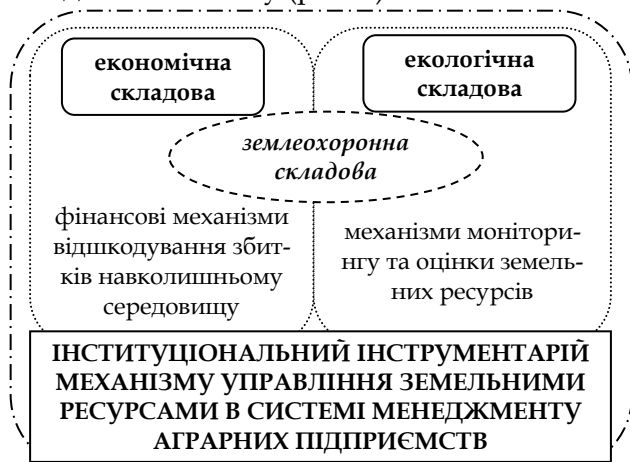 економічна
складова
екологічна
складова
землеохоронна
складова
фінансові механізми
відшкодування збит-
ків навколишньому
середовищу
механізми монітори-
нгу та оцінки земель-
них ресурсів
ІНСТИТУЦІОНАЛЬНИЙ ІНСТРУМЕНТАРІЙ
МЕХАНІЗМУ УПРАВЛІННЯ ЗЕМЕЛЬНИМИ
РЕСУРСАМИ В СИСТЕМІ МЕНЕДЖМЕНТУ
АГРАРНИХ ПІДПРИЄМСТВ